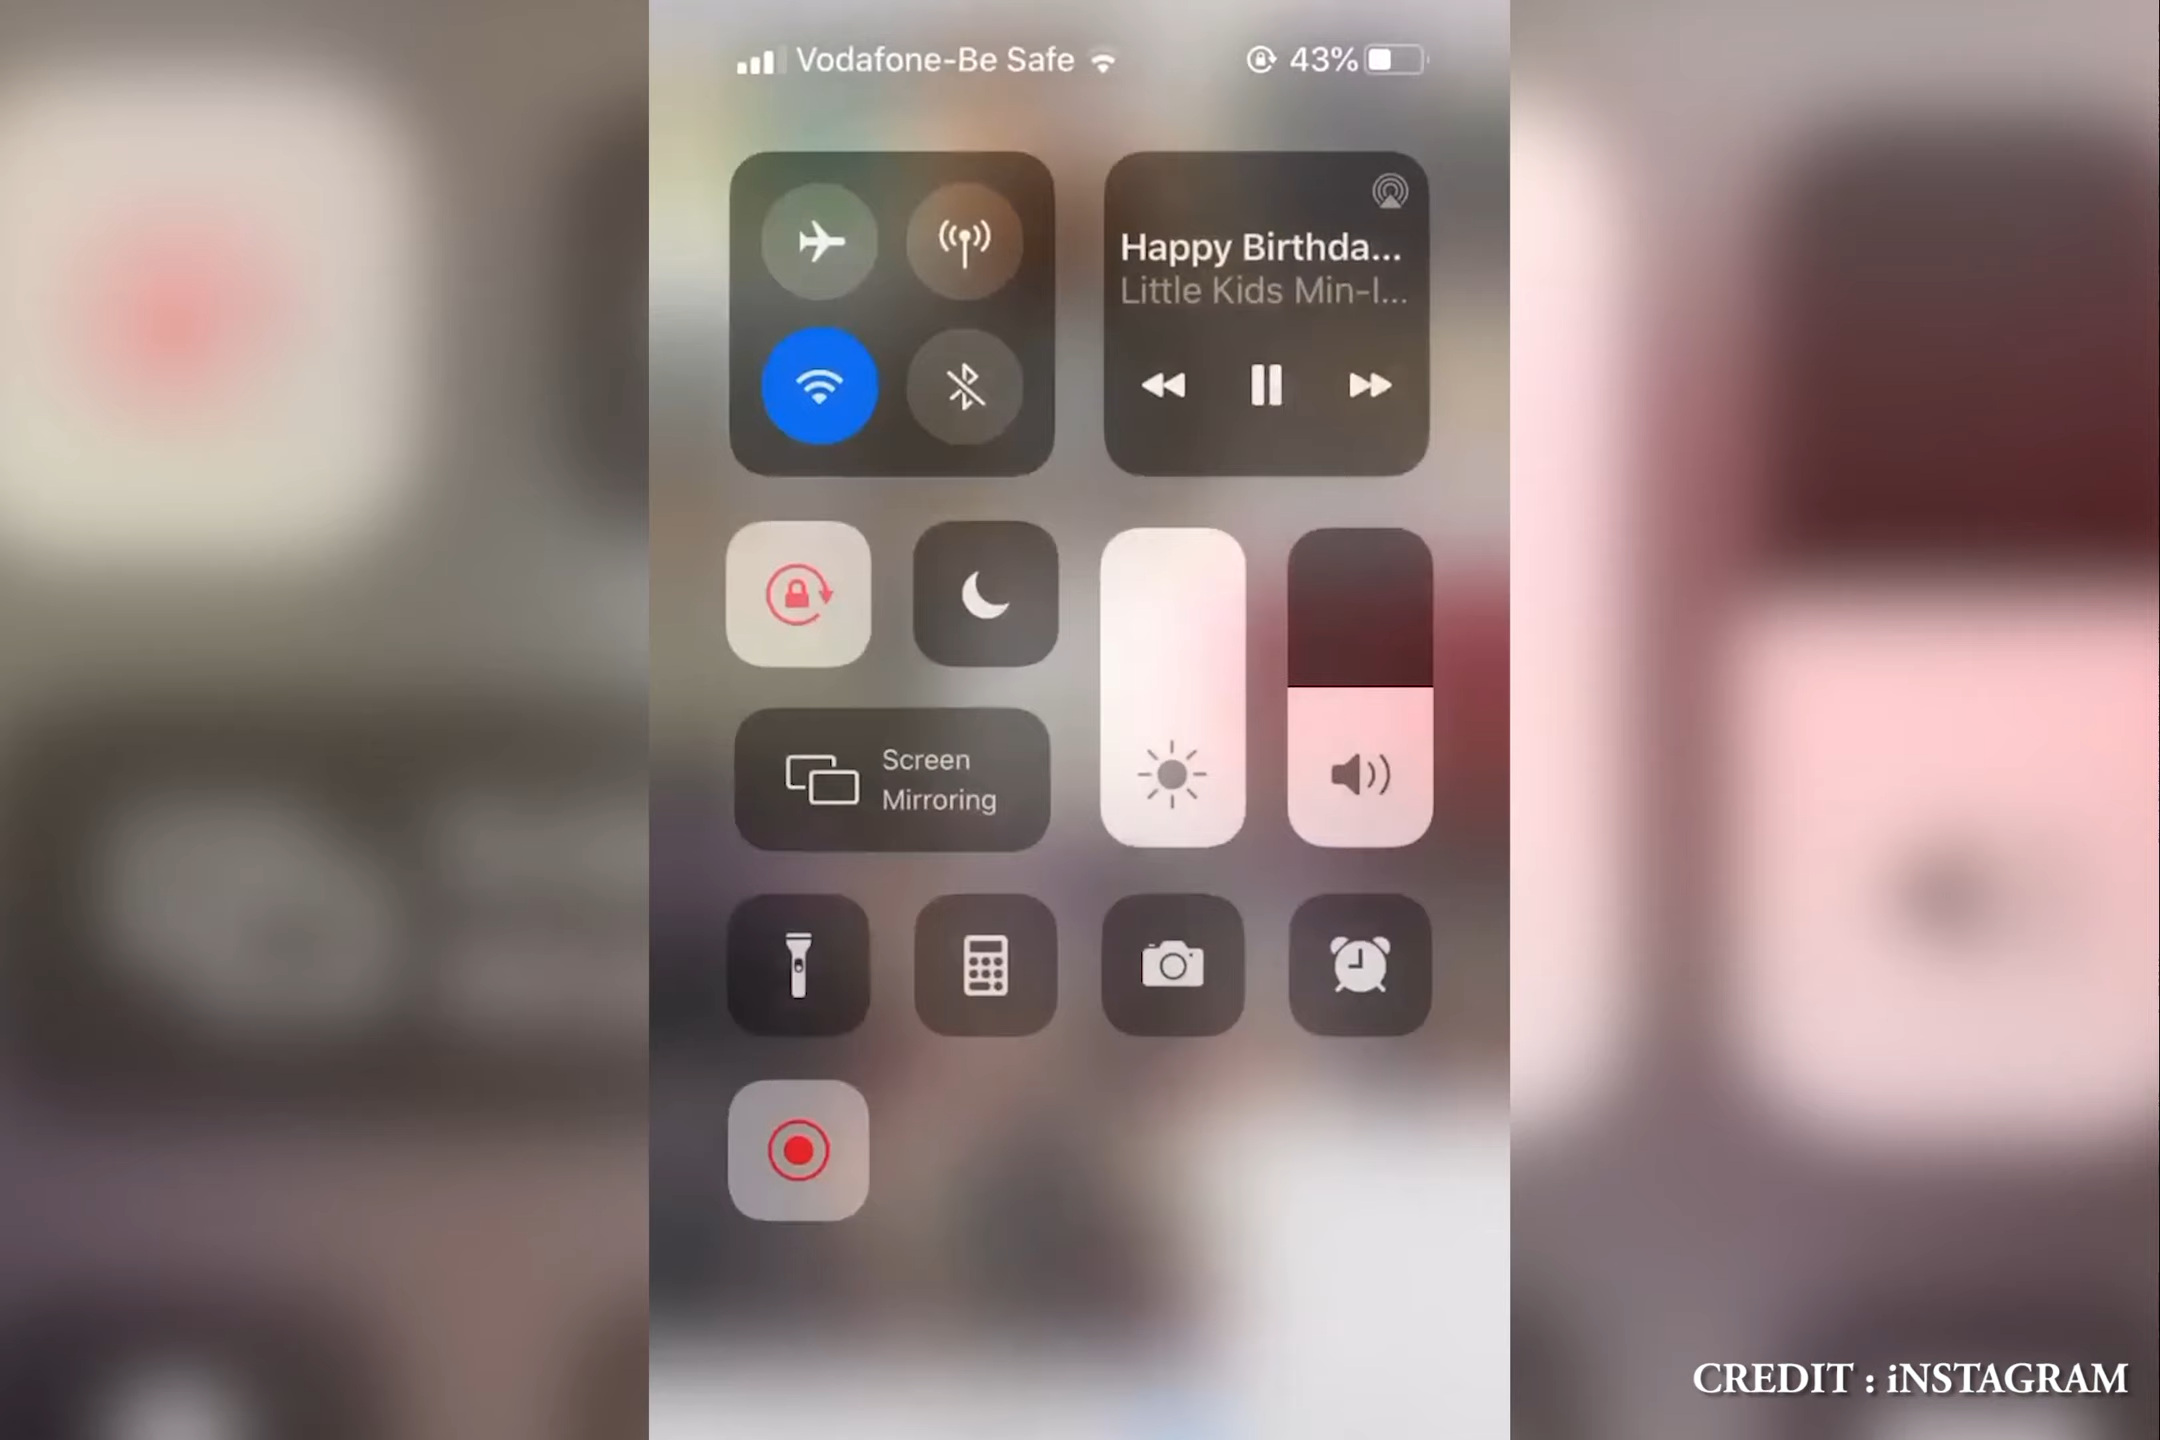 Vodafone-Be Safe
43%
Happy Birthda...
Little Kids Min-I...
Screen
Mirroring
CREDIT : iNSTAGRAM